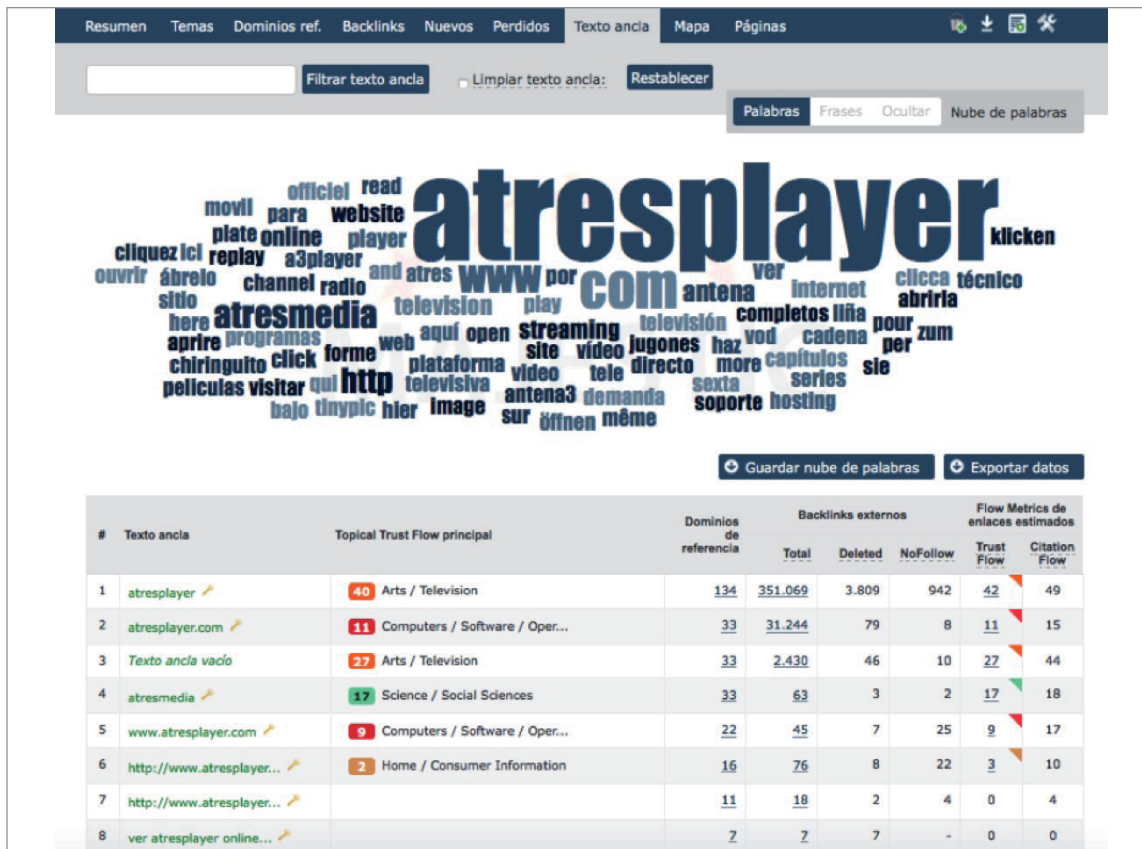 Resumen Temas Dominios ref. Backlinks Nuevos Perdidos Texto ancla Mapa Páginas
Filtrar texto ancla Limpiar texto ancla: Restablecer
Palabras Frases Ocultar Nube de palabras
officiel read atresplayer
movil para website
plate online player klicken
cliquez ici replay a3player
ouvrir ábrelo channel radio and atres www por com antena ver internet clicca técnico
sitio television play abrirla
here atresmedia completos liña pour
aprire programas web aquí open streaming televisión vod cadena per zum
chiringuito click forme plataforma site vídeo jugones haz more capítulos sie
peliculas visitar qui http televisiva video tele directo sexta series
antena3 demanda soporte hosting
bajo tinypic hier image sur öffnen même
MAJESTIC
Guardar nube de palabras Exportar datos
# Texto ancla Topical Trust Flow principal Dominios de referencia Backlinks externos Flow Metrics de enlaces estimados
Total Deleted NoFollow Trust Flow Citation Flow
1 atresplayer 40 Arts / Television 134 351.069 3.809 942 42 49
2 atresplayer.com 11 Computers / Software / Oper... 33 31.244 79 8 11 15
3 Texto ancla vacío 27 Arts / Television 33 2.430 46 10 27 44
4 atresmedia 17 Science / Social Sciences 33 63 3 2 17 18
5 www.atresplayer.com 9 Computers / Software / Oper... 22 45 7 25 9 17
6 http://www.atresplayer... 2 Home / Consumer Information 16 76 8 22 3 10
7 http://www.atresplayer... 11 18 2 4 0 4
8 ver atresplayer online... 7 7 7 - 0 0